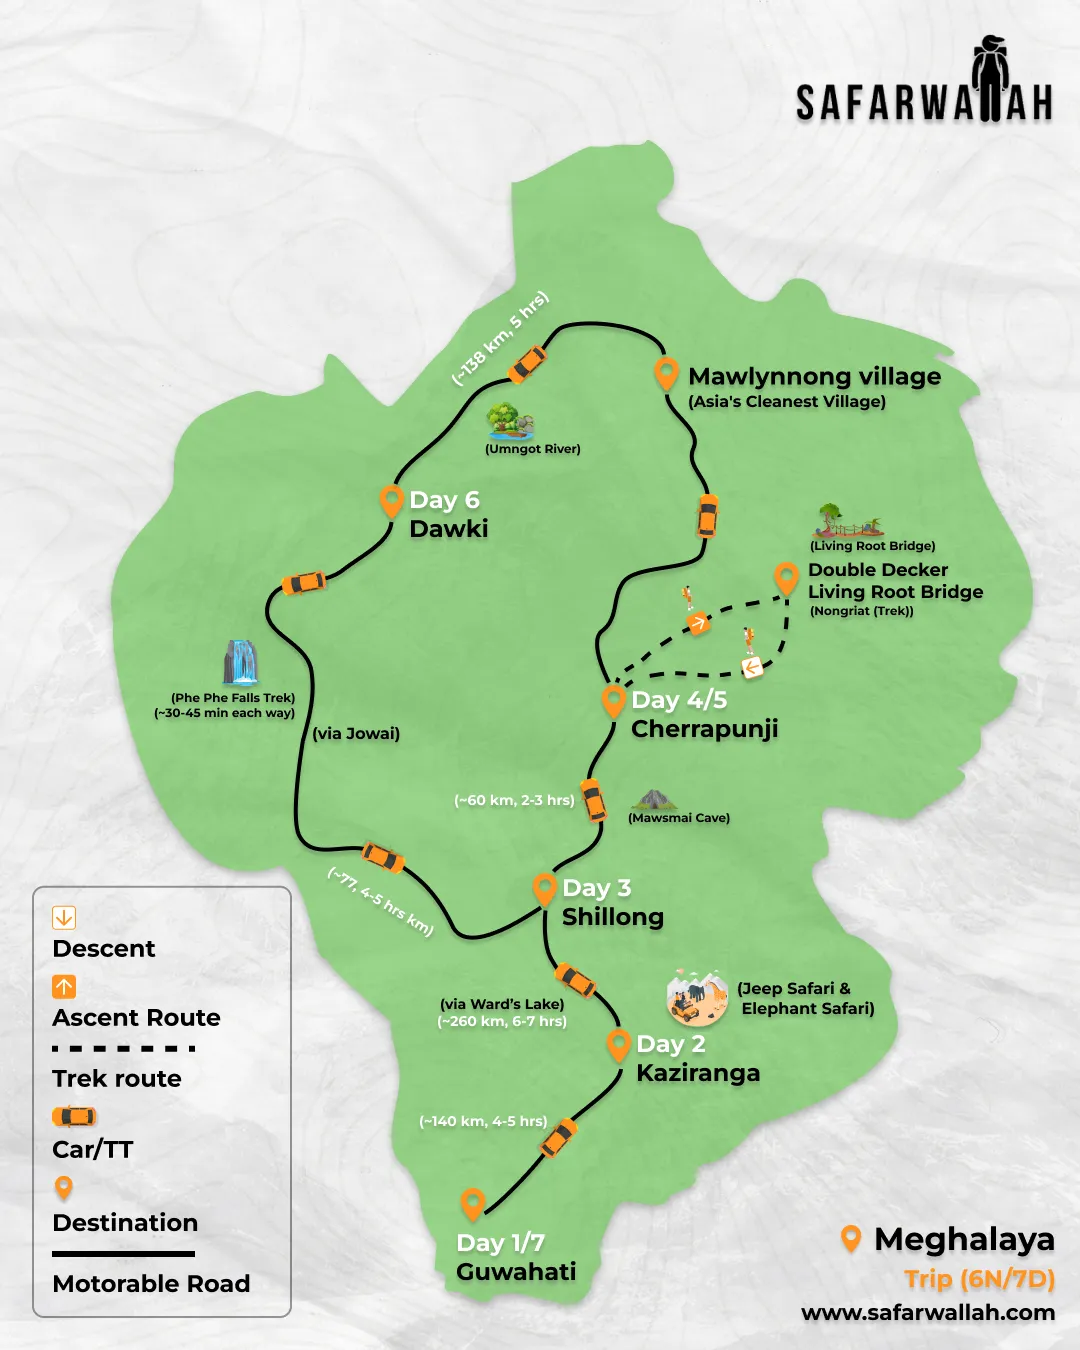 SAFARWALLAH
(~138 km, 5 hrs)
Mawlynnong village
(Asia's Cleanest Village)
(Umngot River)
Day 6
Dawki
(Living Root Bridge)
Double Decker
Living Root Bridge
(Nongriat (Trek))
(Phe Phe Falls Trek)
(~30-45 min each way)
(via Jowai)
Day 4/5
Cherrapunji
(~60 km, 2-3 hrs)
(Mawsmai Cave)
(~77, 4-5 hrs km)
Day 3
Shillong
(via Ward's Lake)
(~260 km, 6-7 hrs)
(Jeep Safari &
Elephant Safari)
Day 2
Kaziranga
(~140 km, 4-5 hrs)
Day 1/7
Guwahati
Descent
Ascent Route
Trek route
Car/TT
Destination
Motorable Road
Meghalaya
Trip (6N/7D)
www.safarwallah.com